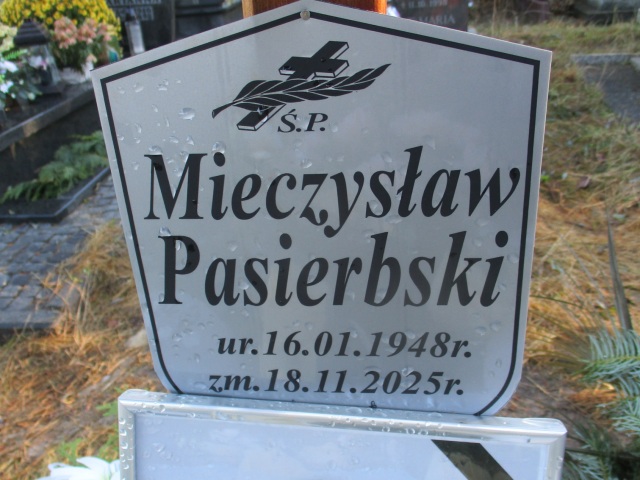 Ś.P.
Mieczysław
Pasierbski
ur.16.01.1948r.
zm.18.11.2025r.